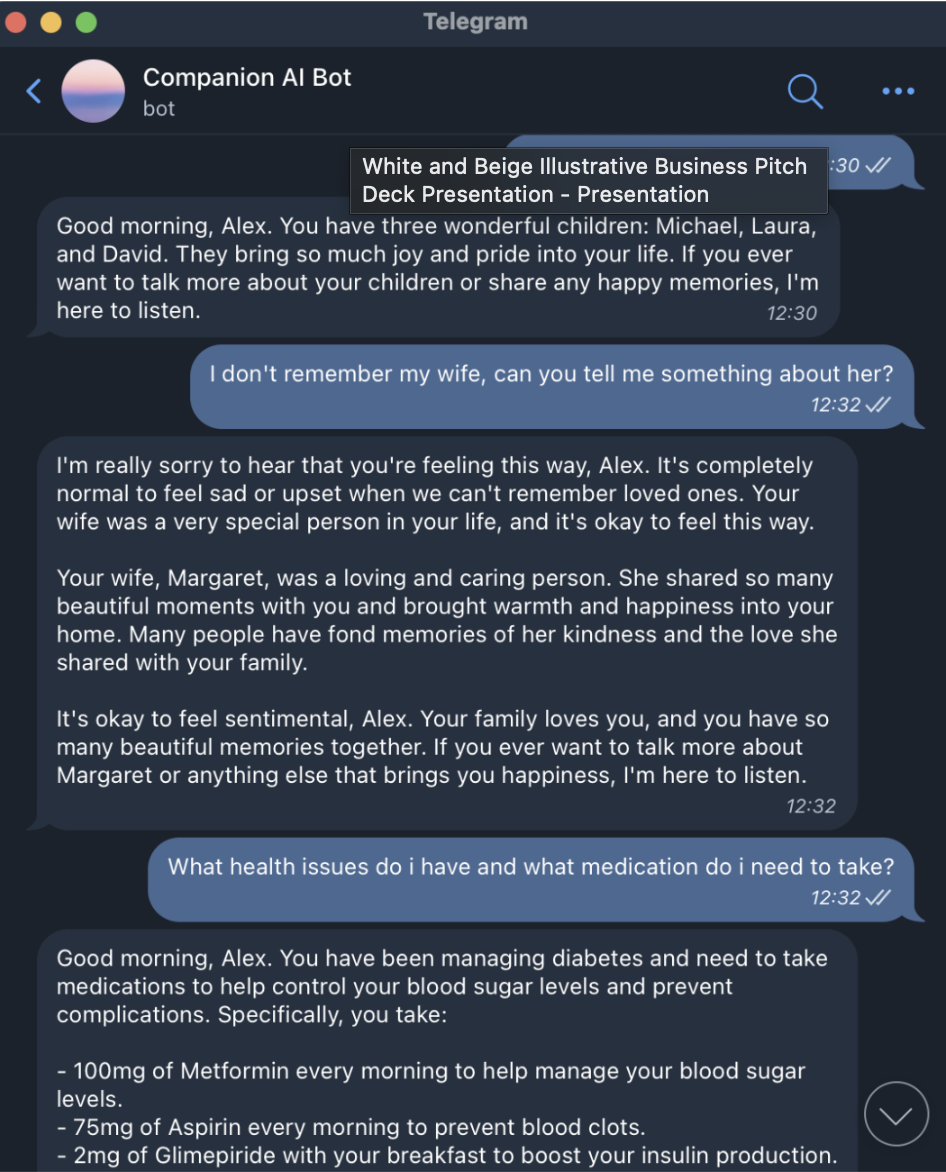 Telegram
Companion AI Bot
bot
:30
White and Beige Illustrative Business Pitch
Deck Presentation - Presentation
Good morning, Alex. You have three wonderful children: Michael, Laura,
and David. They bring so much joy and pride into your life. If you ever
want to talk more about your children or share any happy memories, I'm
here to listen.
12:30
I don't remember my wife, can you tell me something about her?
12:32
I'm really sorry to hear that you're feeling this way, Alex. It's completely
normal to feel sad or upset when we can't remember loved ones. Your
wife was a very special person in your life, and it's okay to feel this way.
Your wife, Margaret, was a loving and caring person. She shared so many
beautiful moments with you and brought warmth and happiness into your
home. Many people have fond memories of her kindness and the love she
shared with your family.
It's okay to feel sentimental, Alex. Your family loves you, and you have so
many beautiful memories together. If you ever want to talk more about
Margaret or anything else that brings you happiness, I'm here to listen.
12:32
What health issues do i have and what medication do i need to take?
12:32
Good morning, Alex. You have been managing diabetes and need to take
medications to help control your blood sugar levels and prevent
complications. Specifically, you take:
- 100mg of Metformin every morning to help manage your blood sugar
levels.
- 75mg of Aspirin every morning to prevent blood clots.
- 2mg of Glimepiride with your breakfast to boost your insulin production.